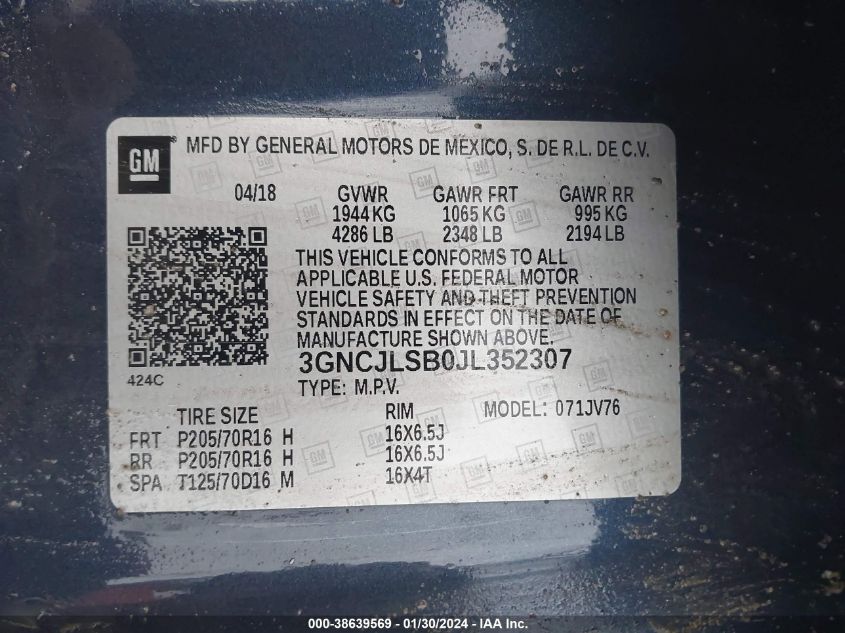 GM ® MFD BY GENERAL MOTORS DE MEXICO, S. DE R.L. DE C.V.
04/18 GVWR GAWR FRT GAWR RR
1944 KG 1065 KG 995 KG
4286 LB 2348 LB 2194 LB
THIS VEHICLE CONFORMS TO ALL
APPLICABLE U.S. FEDERAL MOTOR
VEHICLE SAFETY AND THEFT PREVENTION
STANDARDS IN EFFECT ON THE DATE OF
MANUFACTURE SHOWN ABOVE.
3GNCJLSB0JL352307
424C
TYPE: M.P.V.
TIRE SIZE RIM MODEL: 071JV76
FRT P205/70R16 H 16X6.5J
RR P205/70R16 H 16X6.5J
SPA T125/70D16 M 16X4T
000-38639569 - 01/30/2024 - IAA, Inc.